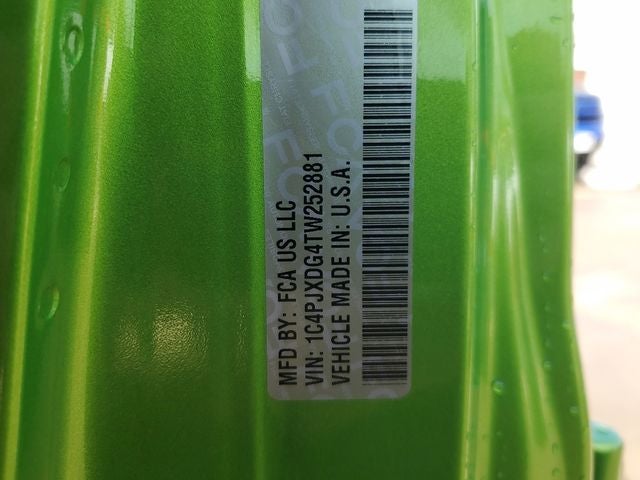 MFD BY: FCA US LLC
VIN: 1C4PJXDG4TW252881
VEHICLE MADE IN: U.S.A.